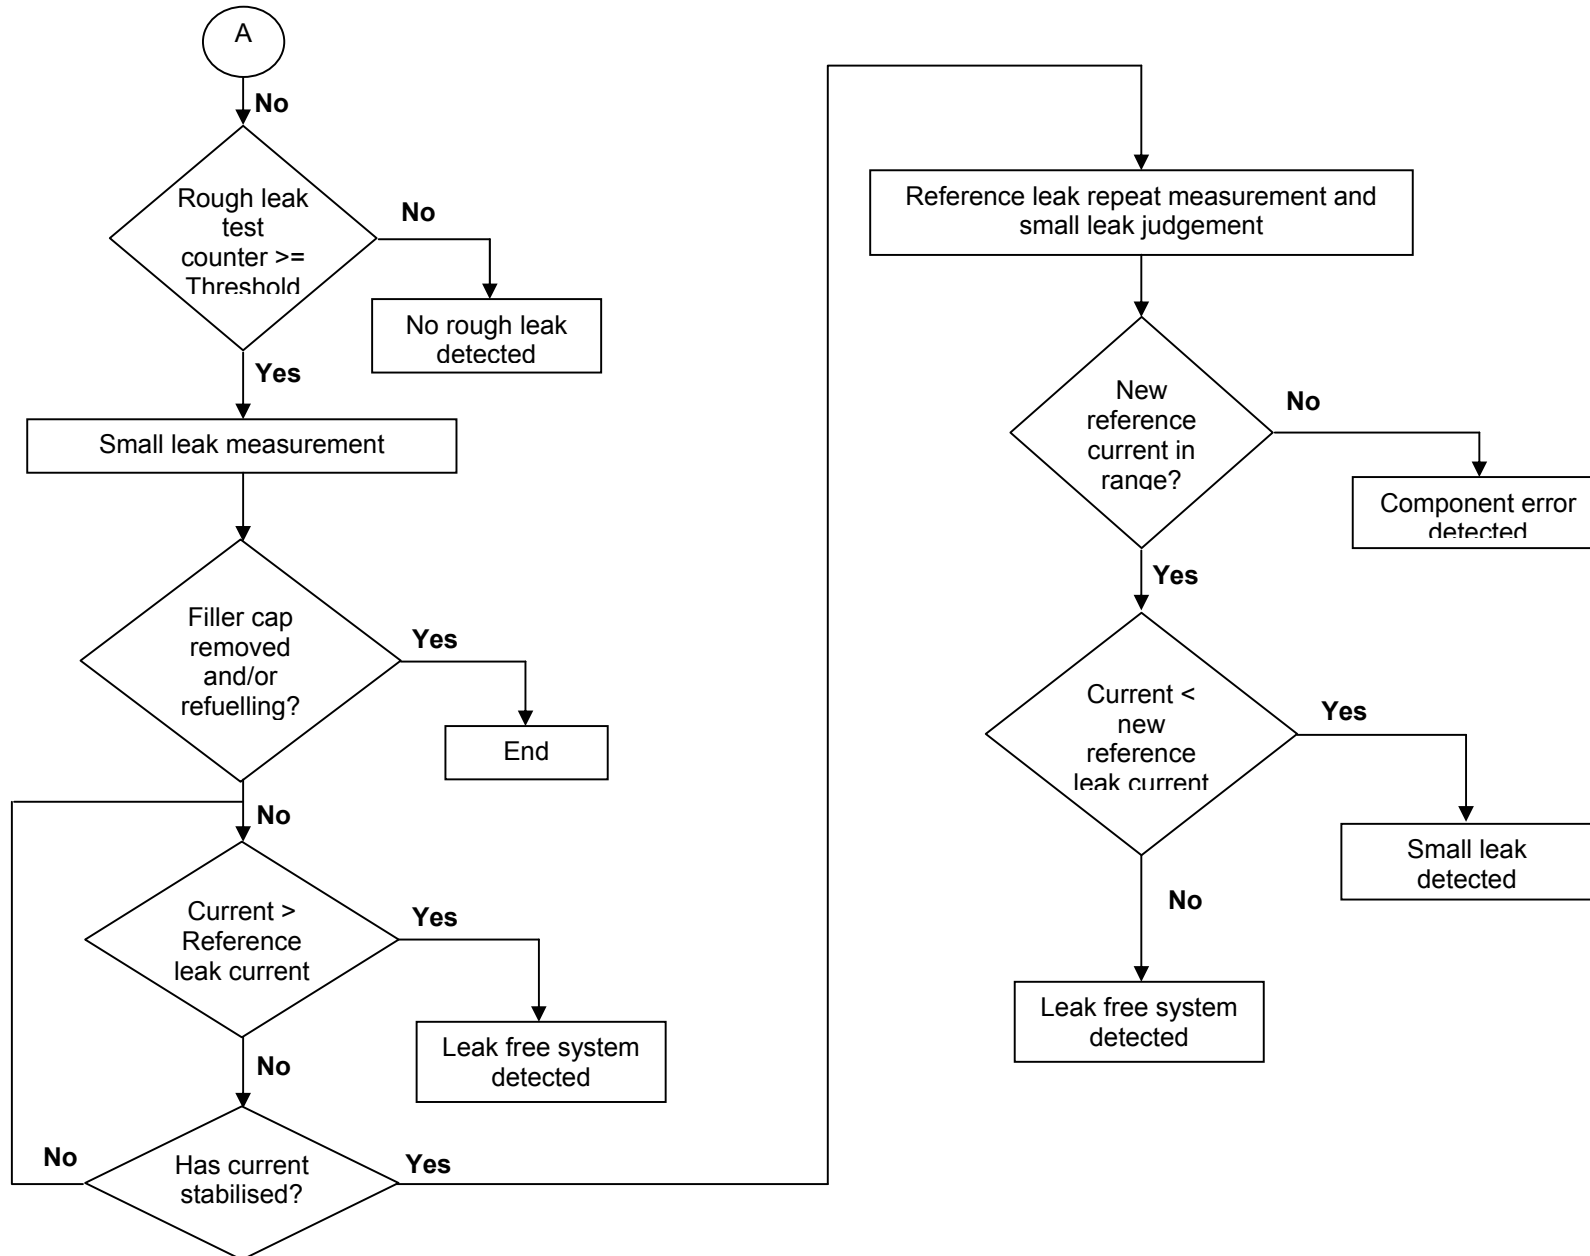 A
No
Rough leak
test
counter >=
Threshold
No
No rough leak
detected
Yes
Small leak measurement
Filler cap
removed
and/or
refuelling?
Yes
End
No
Current >
Reference
leak current
Yes
Leak free system
detected
No
Has current
stabilised?
No
Yes
Reference leak repeat measurement and
small leak judgement
New
reference
current in
range?
No
Component error
detected
Yes
Current <
new
reference
leak current
Yes
Small leak
detected
No
Leak free system
detected